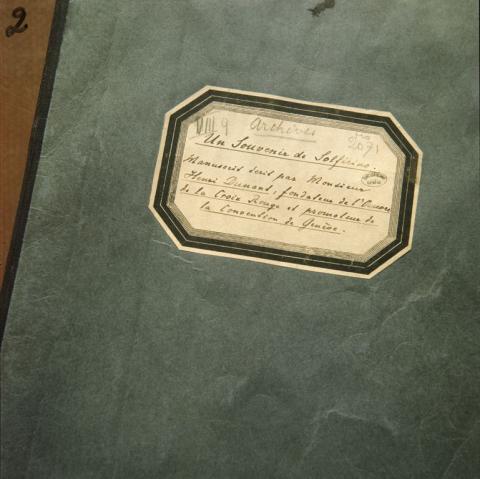 2
VIII 9
Archives
2071
Un Souvenir de Solférino.
Manuscrit écrit par Monsieur
Henri Dunant, fondateur de l'Oeuvre
de la Croix Rouge et promoteur de
la Convention de Genève.